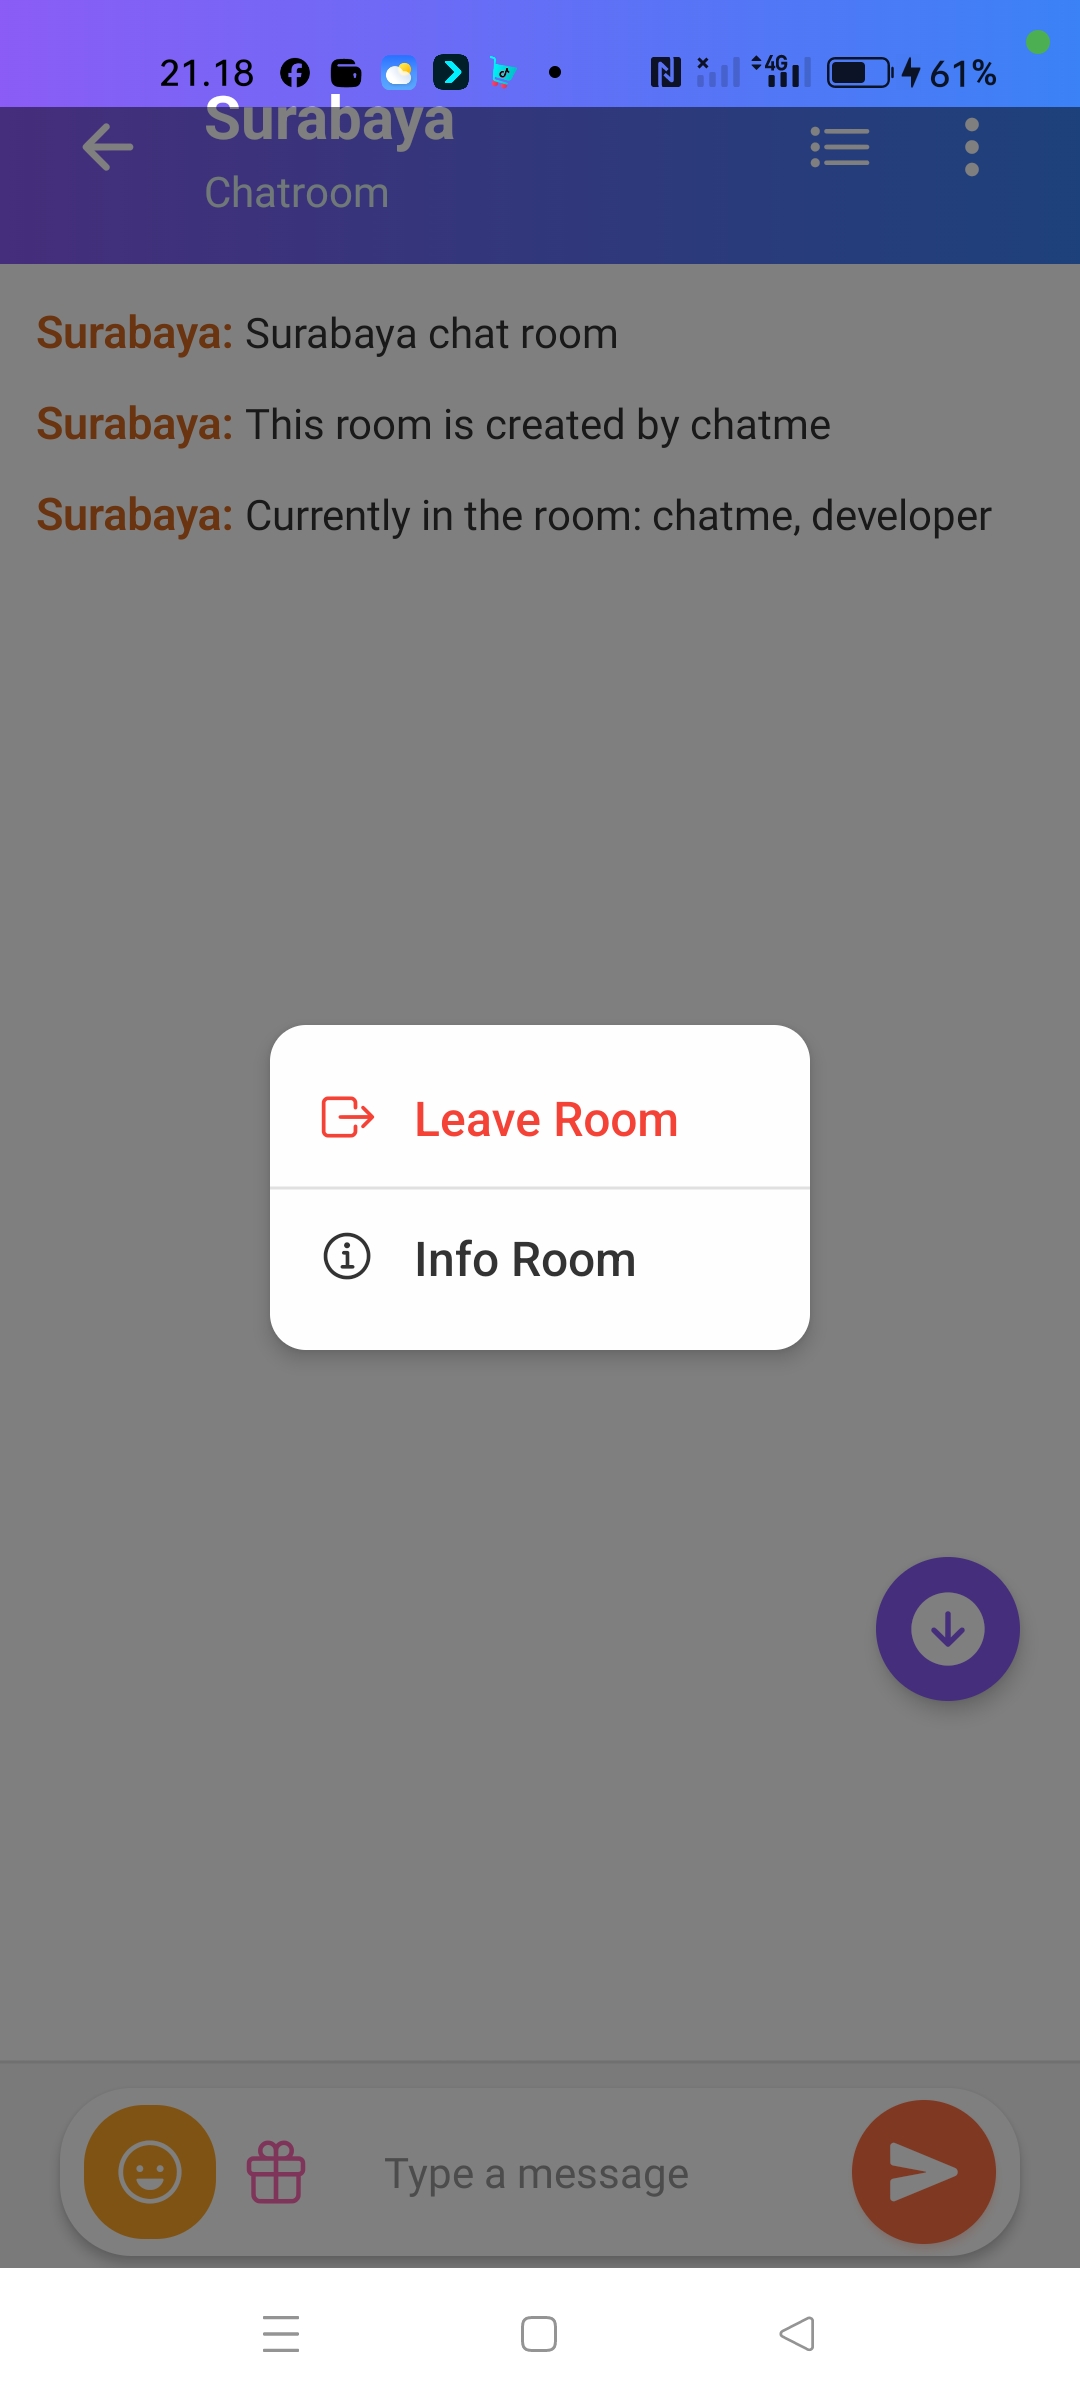 21.18 4G 61%
Surabaya
Chatroom
Surabaya: Surabaya chat room
Surabaya: This room is created by chatme
Surabaya: Currently in the room: chatme, developer
Leave Room
Info Room
Type a message